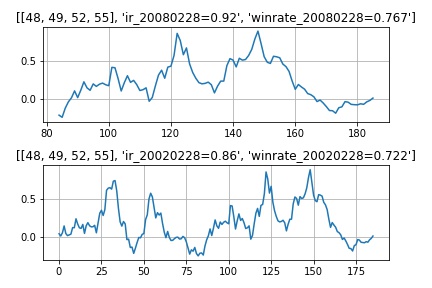 [[48, 49, 52, 55], 'ir_20080228=0.92', 'winrate_20080228=0.767']
0.5
0.0
80 100 120 140 160 180
[[48, 49, 52, 55], 'ir_20020228=0.86', 'winrate_20020228=0.722']
0.5
0.0
0 25 50 75 100 125 150 175